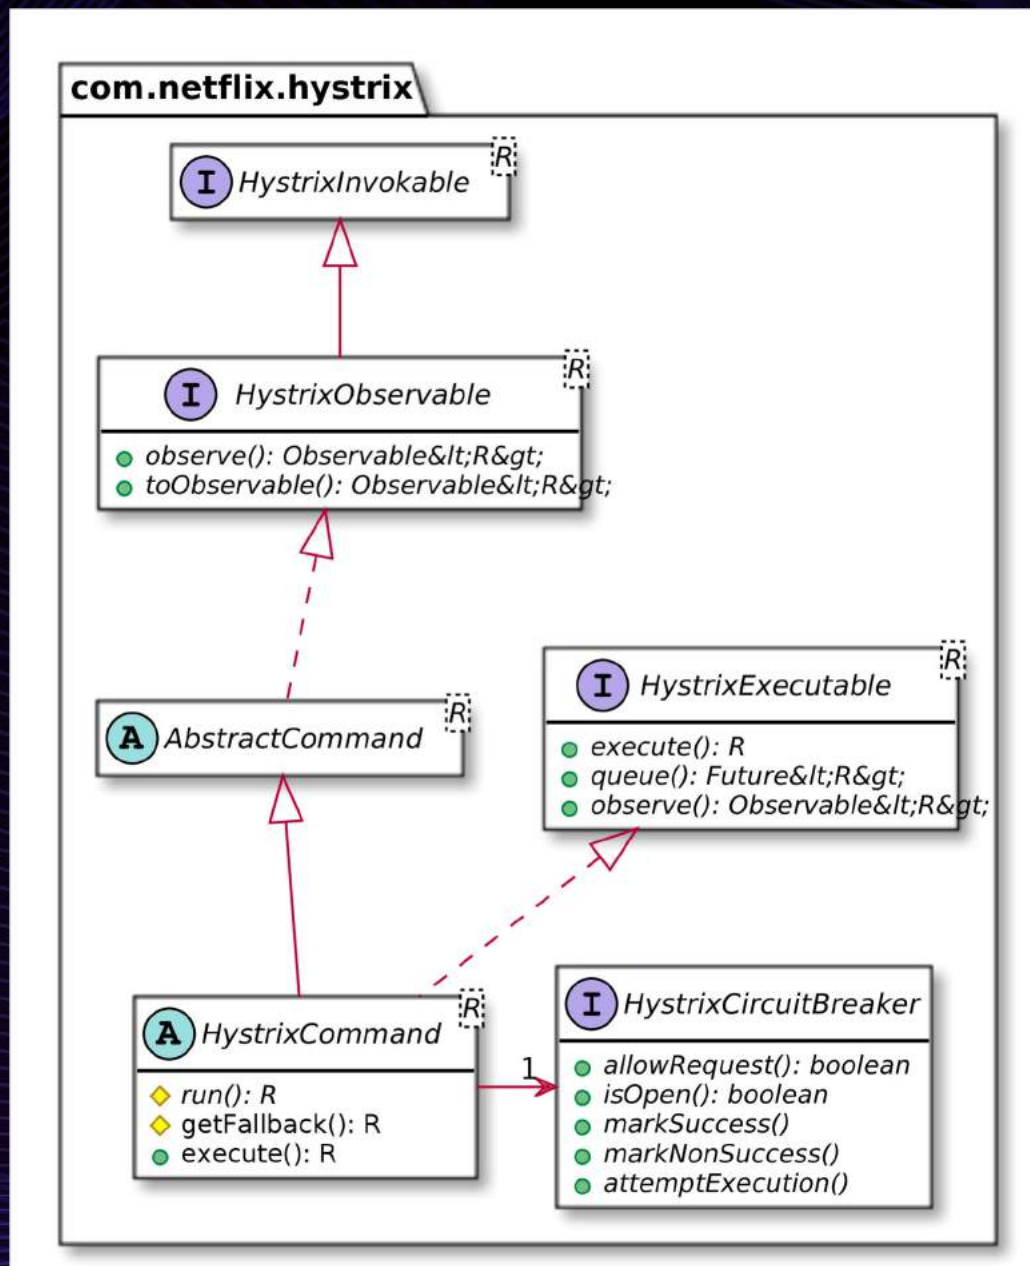 com.netflix.hystrix
R
I HystrixInvokable
R
I HystrixObservable
observe(): Observable&lt;R&gt;
toObservable(): Observable&lt;R&gt;
R
A AbstractCommand
R
I HystrixExecutable
execute(): R
queue(): Future&lt;R&gt;
observe(): Observable&lt;R&gt;
R
A HystrixCommand
run(): R
getFallback(): R
execute(): R
1
I HystrixCircuitBreaker
allowRequest(): boolean
isOpen(): boolean
markSuccess()
markNonSuccess()
attemptExecution()